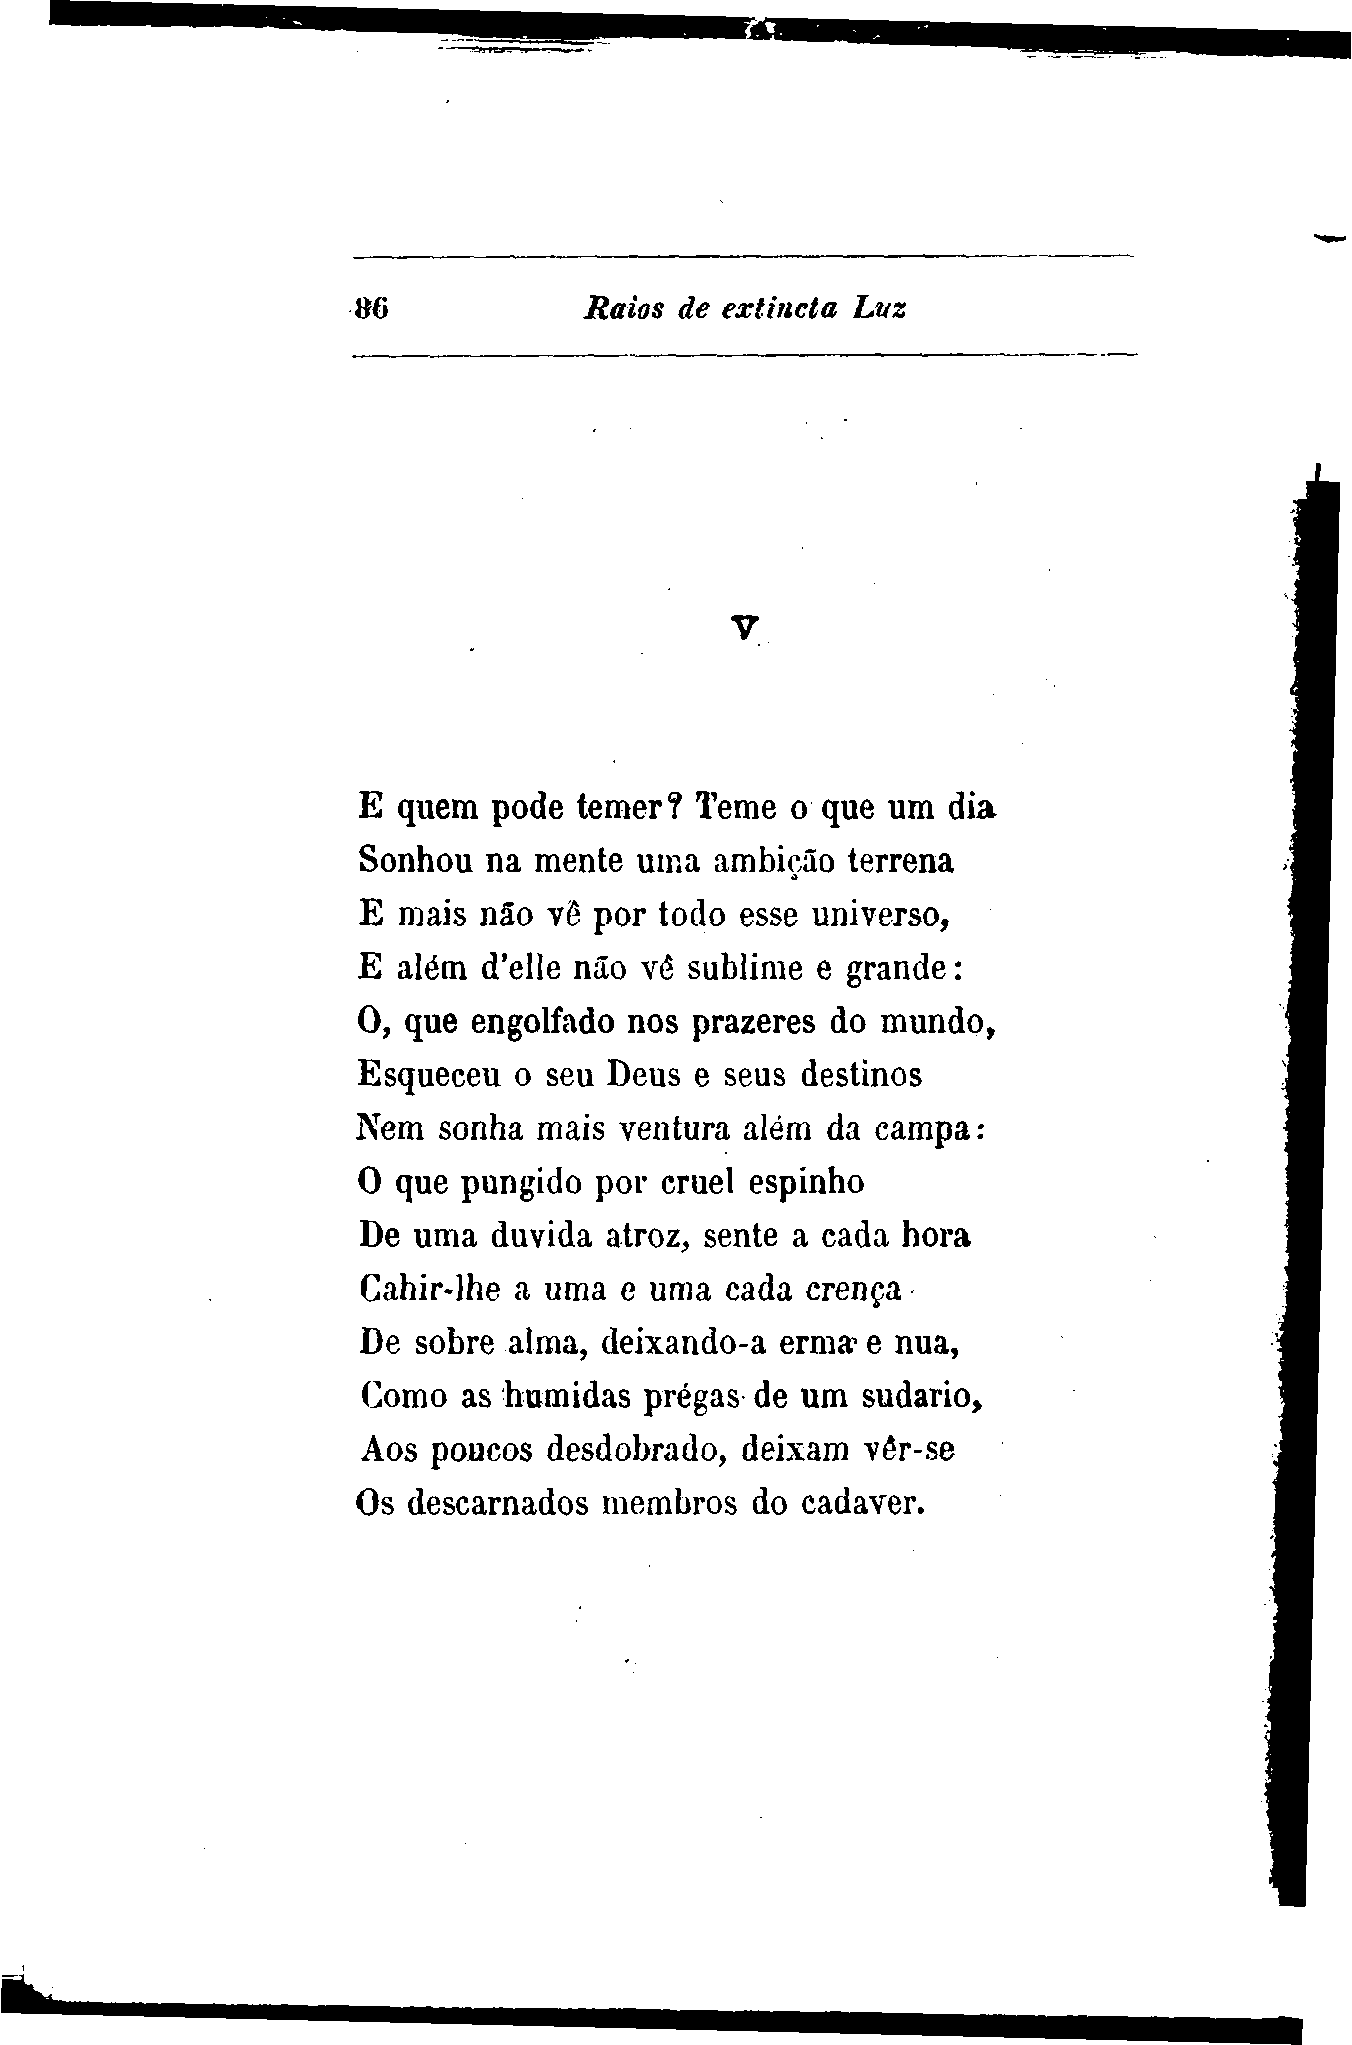 86 Raios de extincta Luz
V
E quem pode temer? Teme o que um dia
Sonhou na mente uma ambição terrena
E mais não vê por todo esse universo,
E além d'elle não vê sublime e grande:
O, que engolfado nos prazeres do mundo,
Esqueceu o seu Deus e seus destinos
Nem sonha mais ventura além da campa:
O que pungido por cruel espinho
De uma duvida atroz, sente a cada hora
Cahir-lhe a uma e uma cada crença
De sobre alma, deixando-a erma e nua,
Como as humidas prégas de um sudario,
Aos poucos desdobrado, deixam vêr-se
Os descarnados membros do cadaver.